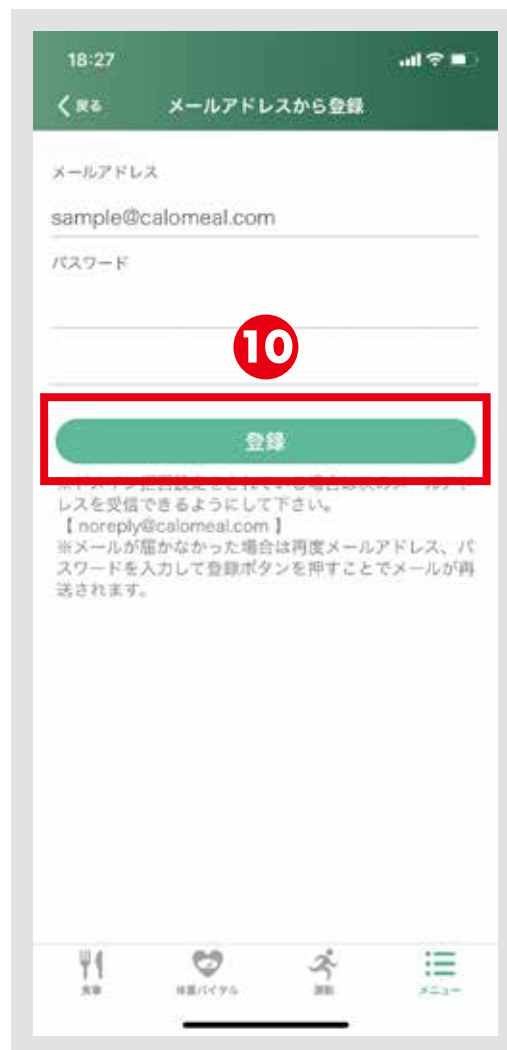 18:27
戻る メールアドレスから登録
メールアドレス
sample@calomeal.com
パスワード
10
登録
レスを受信できるようにして下さい。
【 noreply@calomeal.com 】
※メールが届かなかった場合は再度メールアドレス、パ
スワードを入力して登録ボタンを押すことでメールが再
送されます。
食事 体重バイタル 運動 メニュー